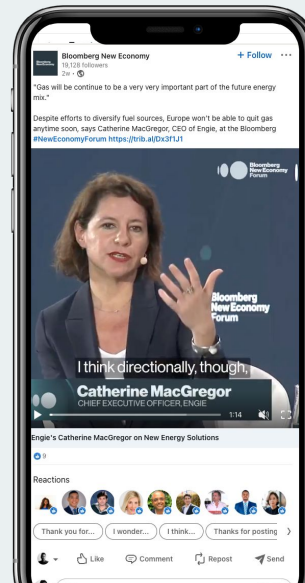 Bloomberg New Economy
+ Follow ...
19,128 followers
2w •
"Gas will be continue to be a very very important part of the future energy
mix."
Despite efforts to diversify fuel sources, Europe won't be able to quit gas
anytime soon, says Catherine MacGregor, CEO of Engie, at the Bloomberg
#NewEconomyForum https://trib.al/Dx3f1J1
Bloomberg
New Economy
Forum
Bloomberg
New Economy
Forum
I think directionally, though,
Catherine MacGregor
CHIEF EXECUTIVE OFFICER, ENGIE
1:14
Engie's Catherine MacGregor on New Energy Solutions
9
Reactions
Thank you for...
I wonder...
I think...
Thanks for posting
Like
Comment
Repost
Send